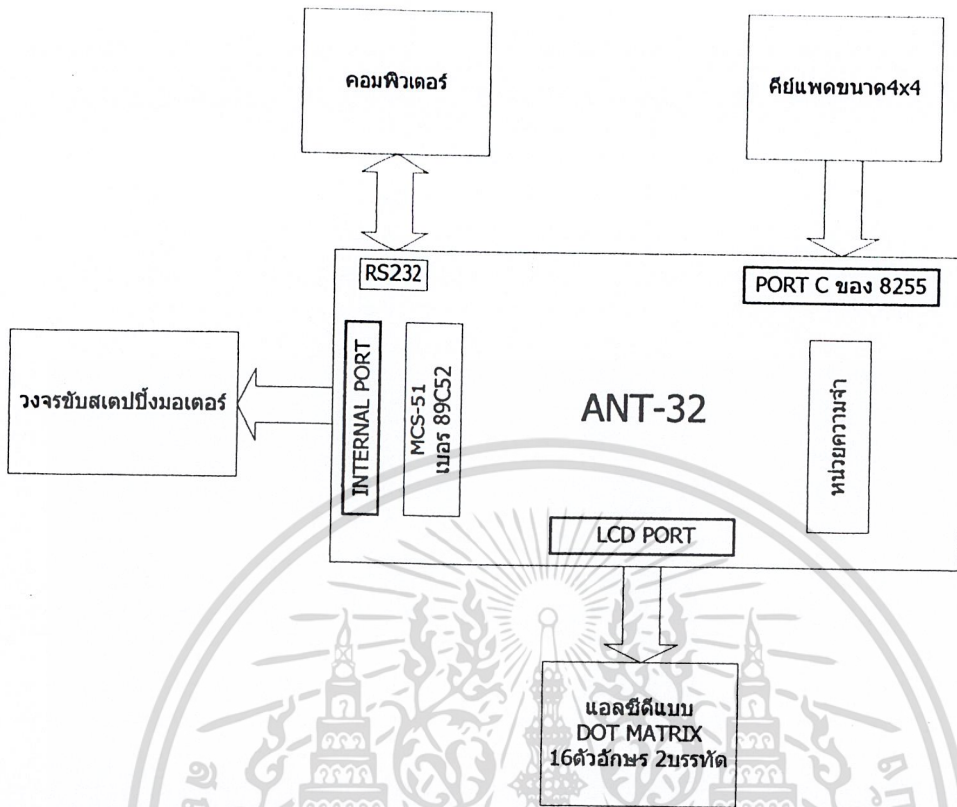 คอมพิวเตอร์
คีย์แพดขนาด4x4
RS232
PORT C ของ 8255
วงจรขับสเตปปิ้งมอเตอร์
INTERNAL PORT
MCS-51
เบอร 89C52
ANT-32
หน่วยความจำ
LCD PORT
แอลซีดีแบบ
DOT MATRIX
16ตัวอักษร 2บรรทัด